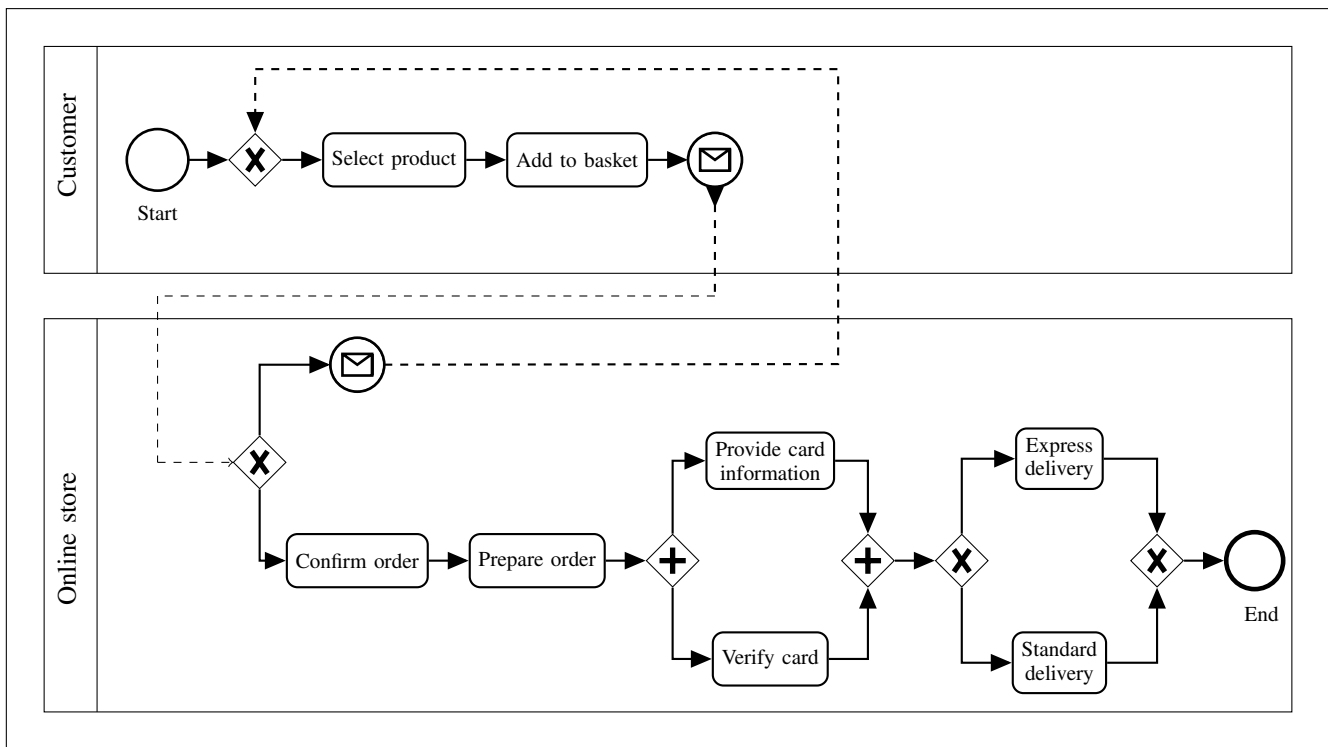 Customer
Start
Select product
Add to basket
Online store
Confirm order
Prepare order
Provide card
information
Verify card
Express
delivery
Standard
delivery
End